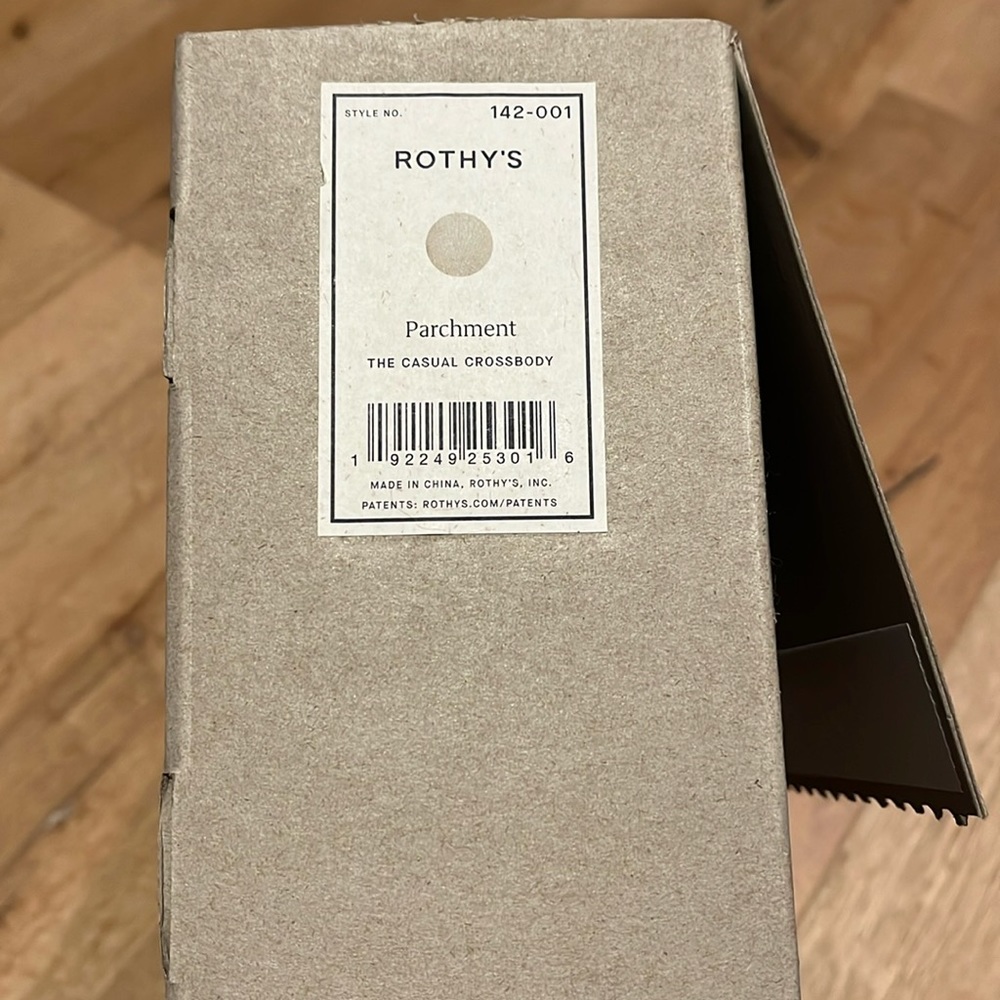 STYLE NO. 142-001
ROTHY'S
Parchment
THE CASUAL CROSSBODY
1 92249 25301 6
MADE IN CHINA, ROTHY'S, INC.
PATENTS: ROTHYS.COM/PATENTS